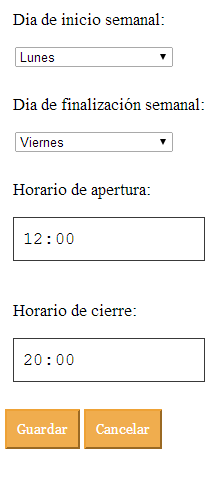 Dia de inicio semanal:
Lunes
Dia de finalización semanal:
Viernes
Horario de apertura:
12:00
Horario de cierre:
20:00
Guardar Cancelar